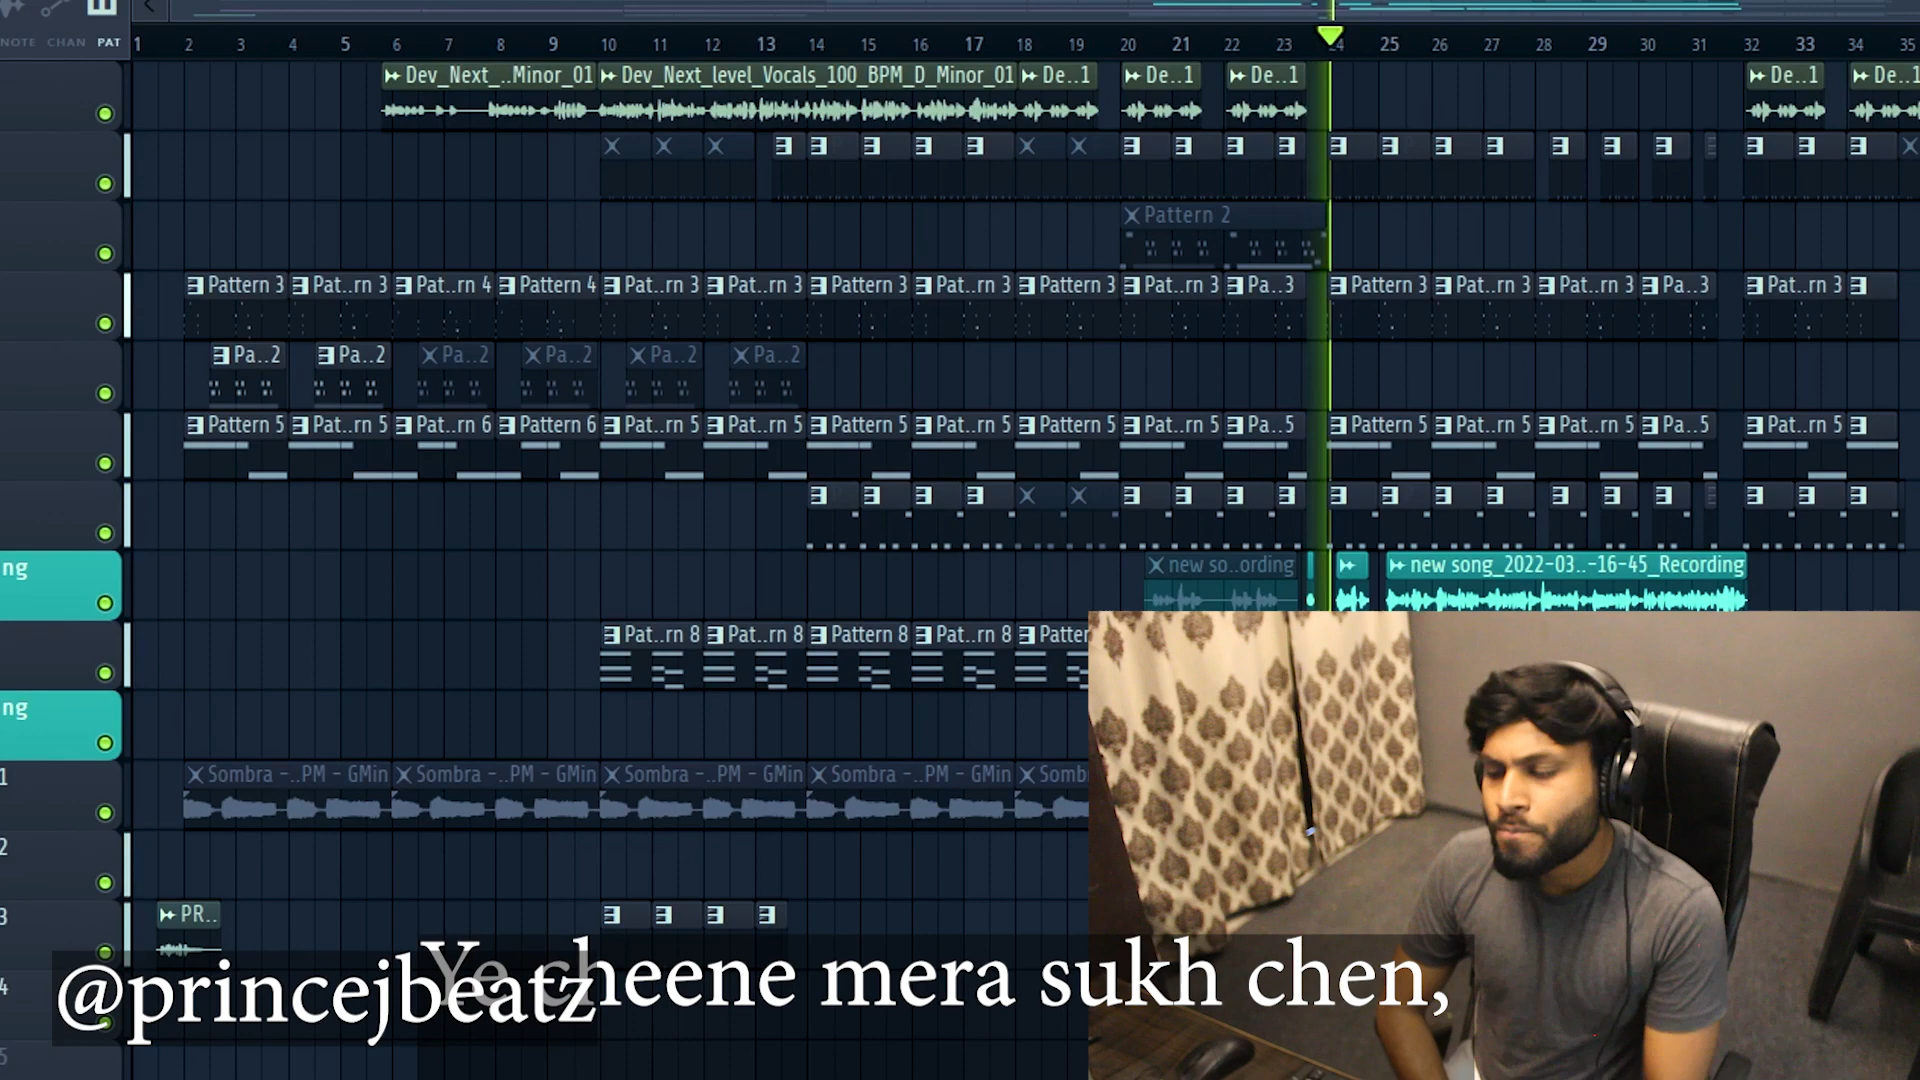 NOTE CHAN PAT
1 2 3 4 5 6 7 8 9 10 11 12 13 14 15 16 17 18 19 20 21 22 23 24 25 26 27 28 29 30 31 32 33 34 35
Dev_Next_..Minor_01 Dev_Next_level_Vocals_100_BPM_D_Minor_01 De..1 De..1 De..1 De..1 De..1
Pattern 2
Pattern 3 Pat..rn 3 Pat..rn 4 Pattern 4 Pat..rn 3 Pat..rn 3 Pattern 3 Pat..rn 3 Pattern 3 Pat..rn 3 Pa..3 Pattern 3 Pat..rn 3 Pat..rn 3 Pa..3 Pat..rn 3
Pa..2 Pa..2 Pa..2 Pa..2 Pa..2 Pa..2
Pattern 5 Pat..rn 5 Pat..rn 6 Pattern 6 Pat..rn 5 Pat..rn 5 Pattern 5 Pat..rn 5 Pattern 5 Pat..rn 5 Pa..5 Pattern 5 Pat..rn 5 Pat..rn 5 Pa..5 Pat..rn 5
ng new so..ording new song_2022-03..-16-45_Recording
Pat..rn 8 Pat..rn 8 Pattern 8 Pat..rn 8 Patter
ng
1 Sombra -..PM - GMin Sombra -..PM - GMin Sombra -..PM - GMin Sombra -..PM - GMin Somb
2
3 PR..
4
5
@princejbeatz
Ye cheene mera sukh chen,